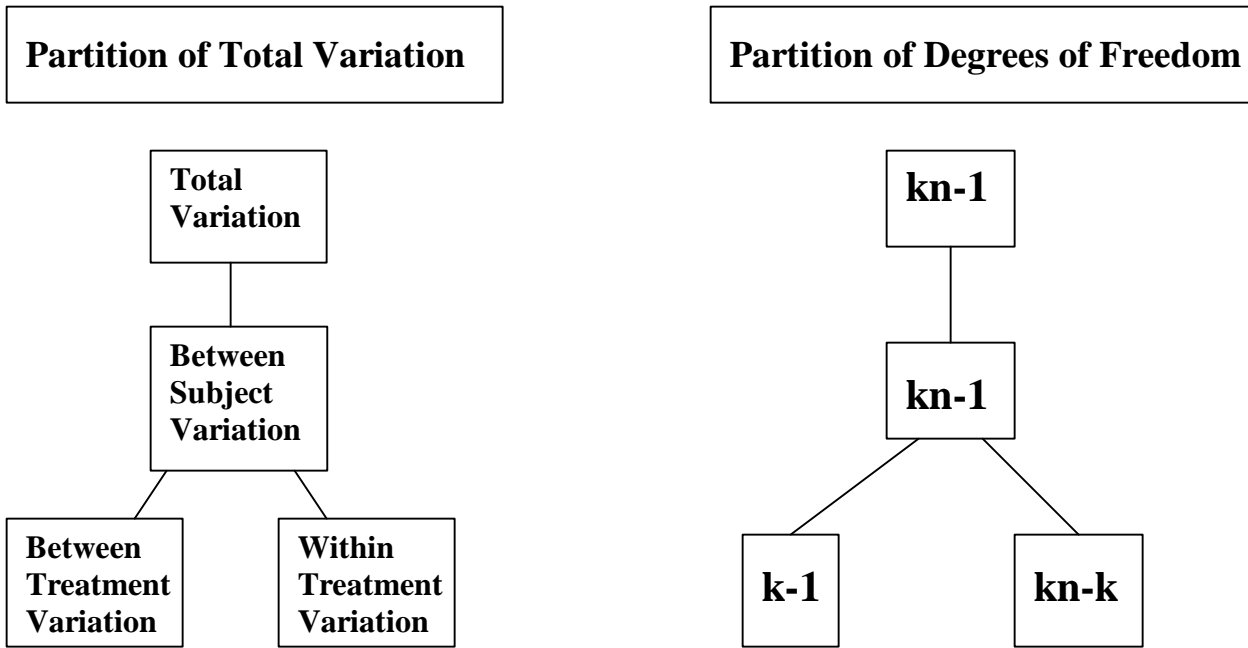 Partition of Total Variation
Partition of Degrees of Freedom
Total
Variation
kn-1
Between
Subject
Variation
kn-1
Between
Treatment
Variation
Within
Treatment
Variation
k-1
kn-k